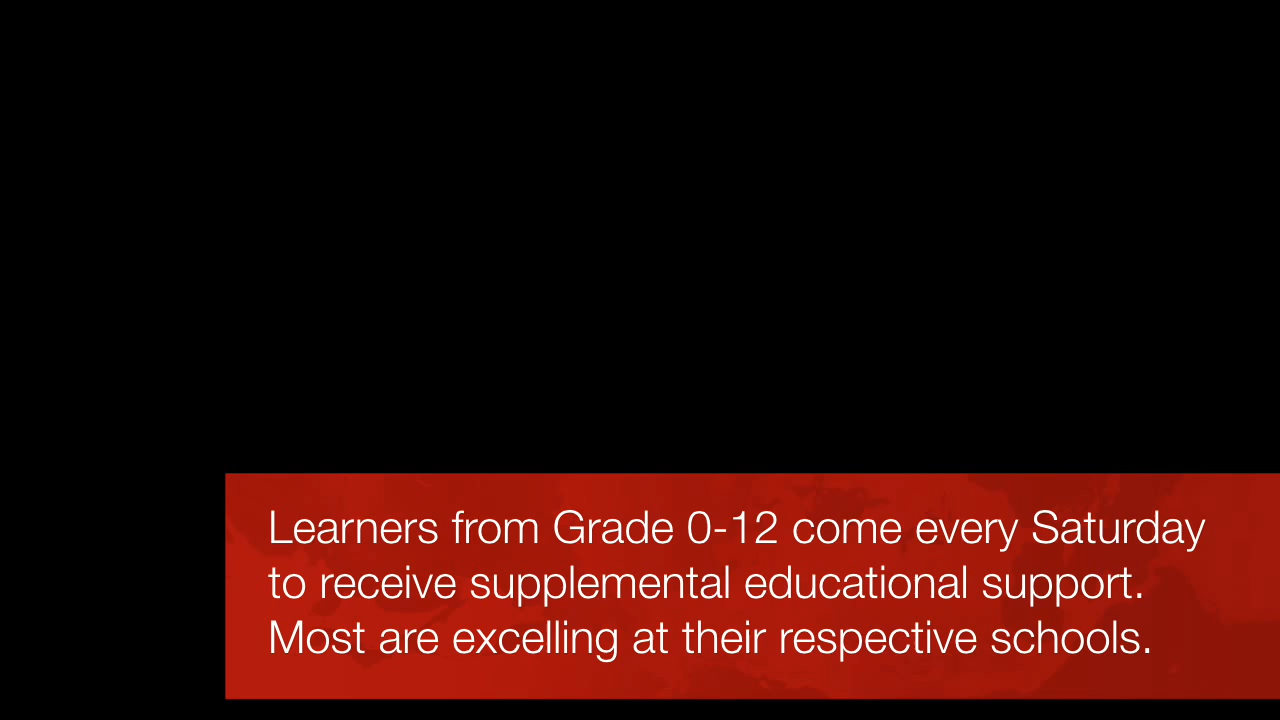 Learners from Grade 0-12 come every Saturday
to receive supplemental educational support.
Most are excelling at their respective schools.